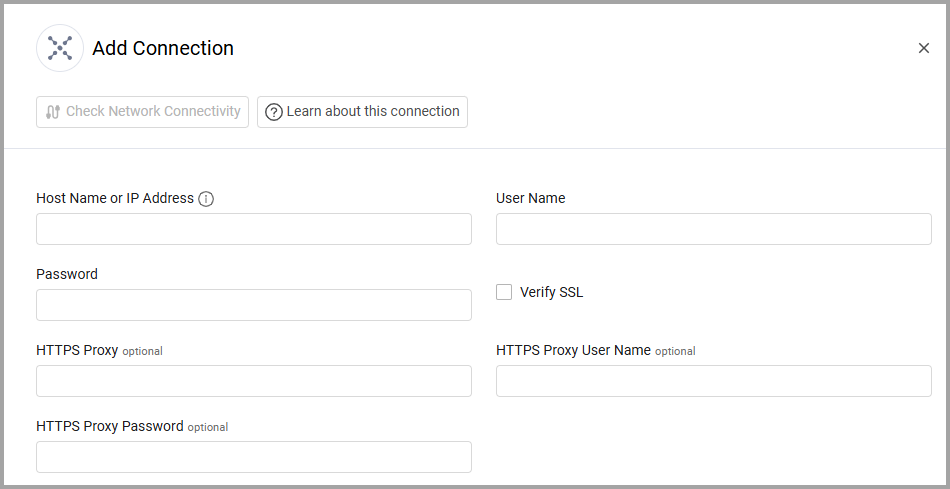 Add Connection
Check Network Connectivity
Learn about this connection
Host Name or IP Address
User Name
Password
Verify SSL
HTTPS Proxy optional
HTTPS Proxy User Name optional
HTTPS Proxy Password optional